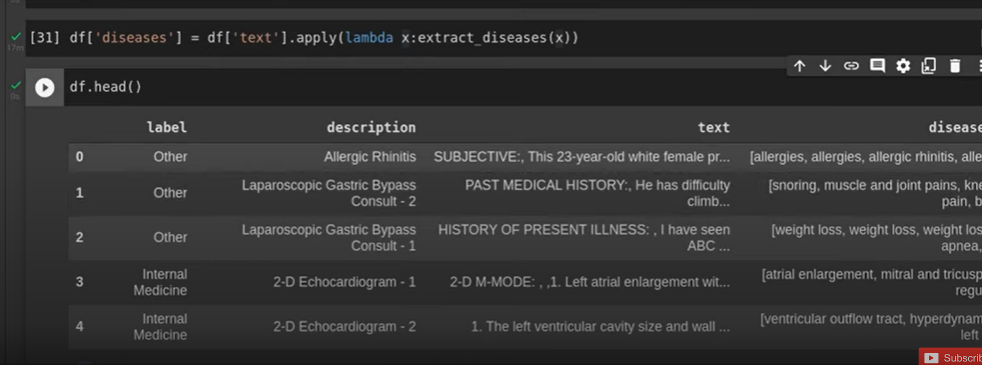 [31] df['diseases'] = df['text'].apply(lambda x:extract_diseases(x))
17m
df.head()
0s
label description text disease
0 Other Allergic Rhinitis SUBJECTIVE:, This 23-year-old white female pr... [allergies, allergies, allergic rhinitis, alle
1 Other Laparoscopic Gastric Bypass Consult - 2 PAST MEDICAL HISTORY:, He has difficulty climb... [snoring, muscle and joint pains, kne pain, b
2 Other Laparoscopic Gastric Bypass Consult - 1 HISTORY OF PRESENT ILLNESS: , I have seen ABC ... [weight loss, weight loss, weight los apnea,
3 Internal Medicine 2-D Echocardiogram - 1 2-D M-MODE: , ,1. Left atrial enlargement wit... [atrial enlargement, mitral and tricusp regu
4 Internal Medicine 2-D Echocardiogram - 2 1. The left ventricular cavity size and wall ... [ventricular outflow tract, hyperdynam left
Subscrib